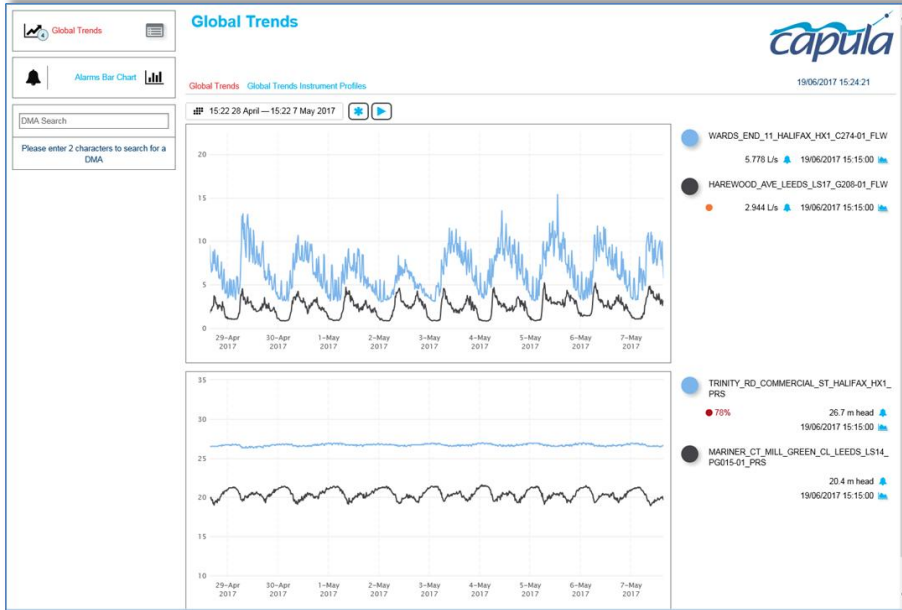 Global Trends
4
Alarms Bar Chart
DMA Search
Please enter 2 characters to search for a
DMA
Global Trends
capula
19/06/2017 15:24:21
Global Trends Global Trends Instrument Profiles
15:22 28 April — 15:22 7 May 2017
20
15
10
5
0
29-Apr 30-Apr 1-May 2-May 3-May 4-May 5-May 6-May 7-May
2017 2017 2017 2017 2017 2017 2017 2017 2017
WARDS_END_11_HALIFAX_HX1_C274-01_FLW
5.778 L/s 19/06/2017 15:15:00
HAREWOOD_AVE_LEEDS_LS17_G208-01_FLW
2.944 L/s 19/06/2017 15:15:00
35
30
25
20
15
10
29-Apr 30-Apr 1-May 2-May 3-May 4-May 5-May 6-May 7-May
2017 2017 2017 2017 2017 2017 2017 2017 2017
TRINITY_RD_COMMERCIAL_ST_HALIFAX_HX1_
PRS
78% 26.7 m head
19/06/2017 15:15:00
MARINER_CT_MILL_GREEN_CL_LEEDS_LS14_
PG015-01_PRS
20.4 m head
19/06/2017 15:15:00